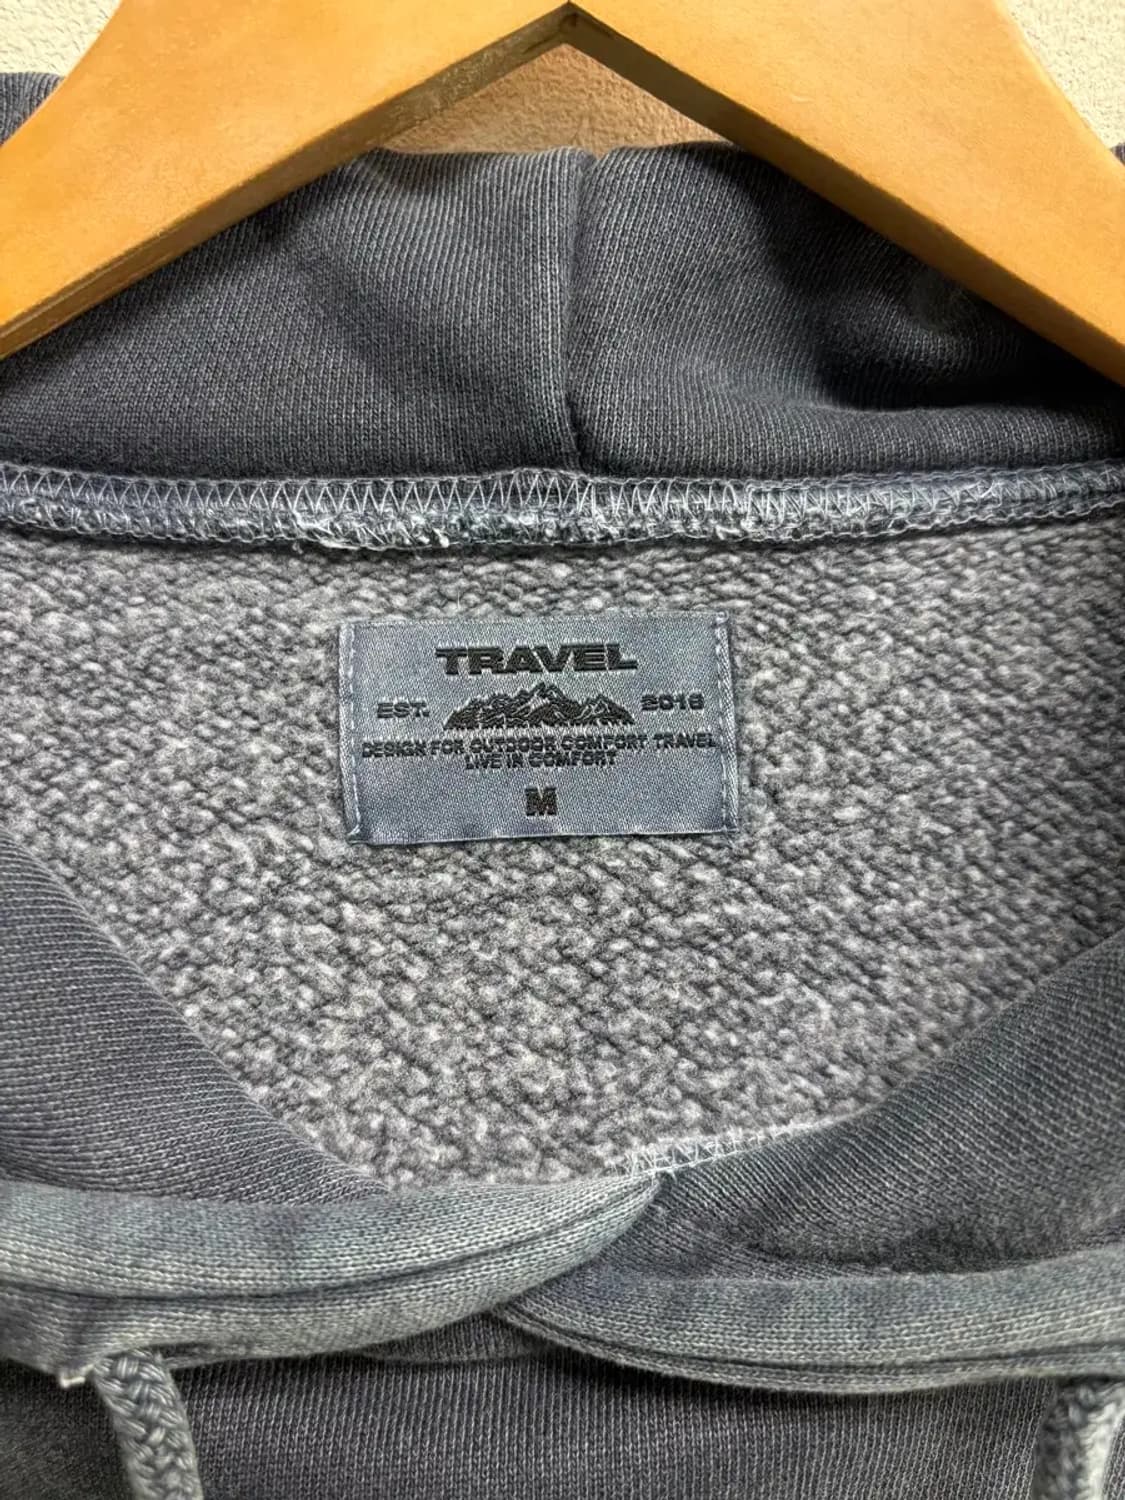 TRAVEL
EST. 2016
DESIGN FOR OUTDOOR COMFORT TRAVEL
LIVE IN COMFORT
M